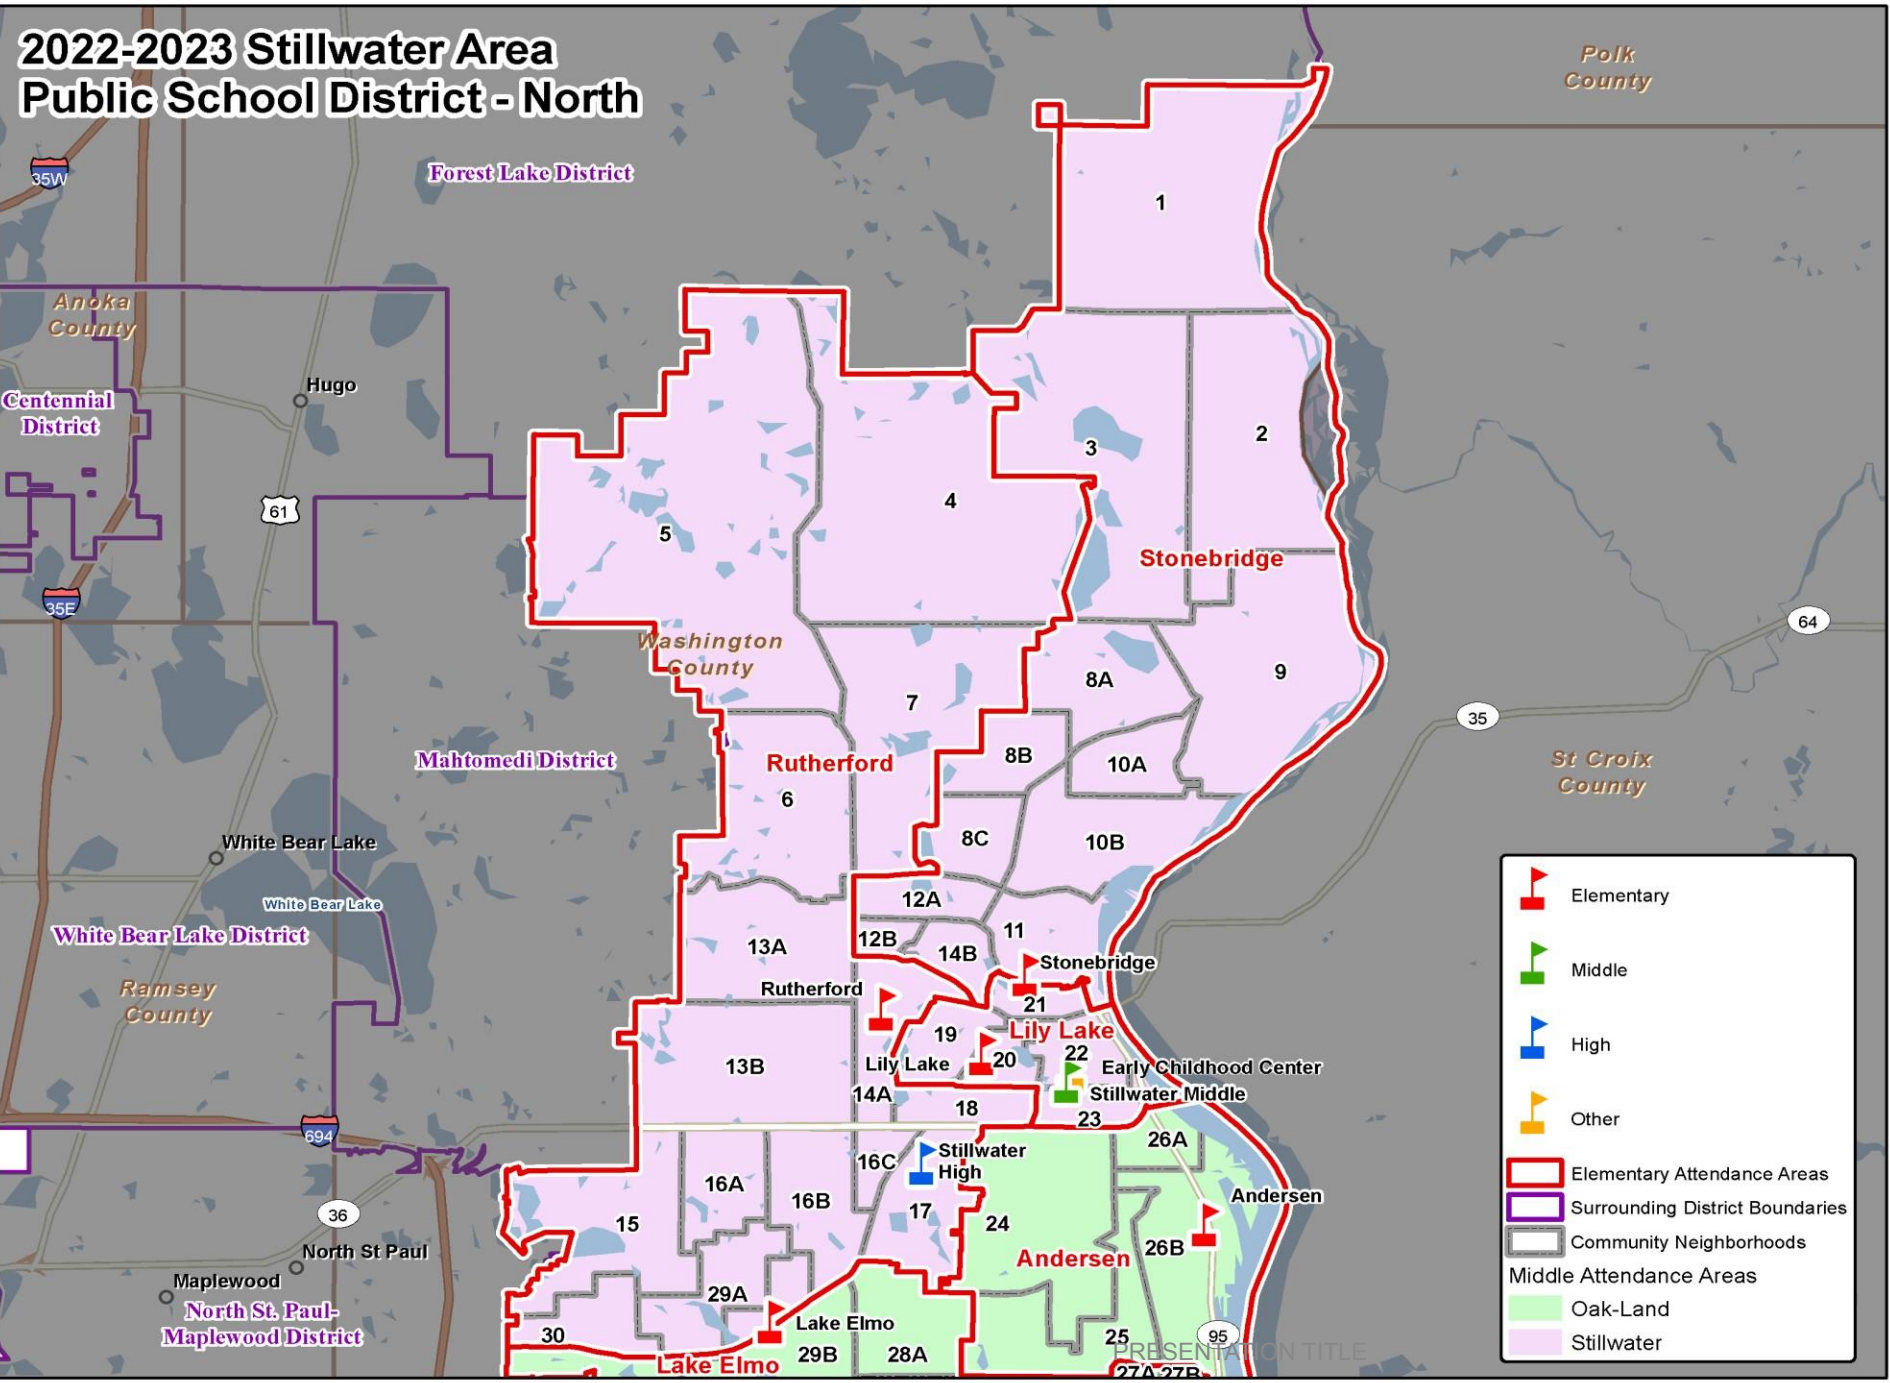 2022-2023 Stillwater Area
Public School District - North
Polk
County
35W
Forest Lake District
1
Anoka
County
Hugo
Centennial
District
2
3
4
61
5
Stonebridge
35E
64
Washington
County
8A
9
7
35
Mahtomedi District
Rutherford
8B
10A
St Croix
County
6
8C
10B
White Bear Lake
White Bear Lake
12A
White Bear Lake District
13A
12B
14B
11
Stonebridge
Ramsey
County
Rutherford
21
19
Lily Lake
13B
Lily Lake
20
22
Early Childhood Center
14A
Stillwater Middle
18
23
694
26A
16C
Stillwater
High
16A
16B
Andersen
36
15
17
24
North St Paul
Andersen
26B
Maplewood
29A
North St. Paul-
Maplewood District
30
Lake Elmo
25
95
Lake Elmo
29B
28A
PRESENTATION TITLE
27A
27B
Elementary
Middle
High
Other
Elementary Attendance Areas
Surrounding District Boundaries
Community Neighborhoods
Middle Attendance Areas
Oak-Land
Stillwater